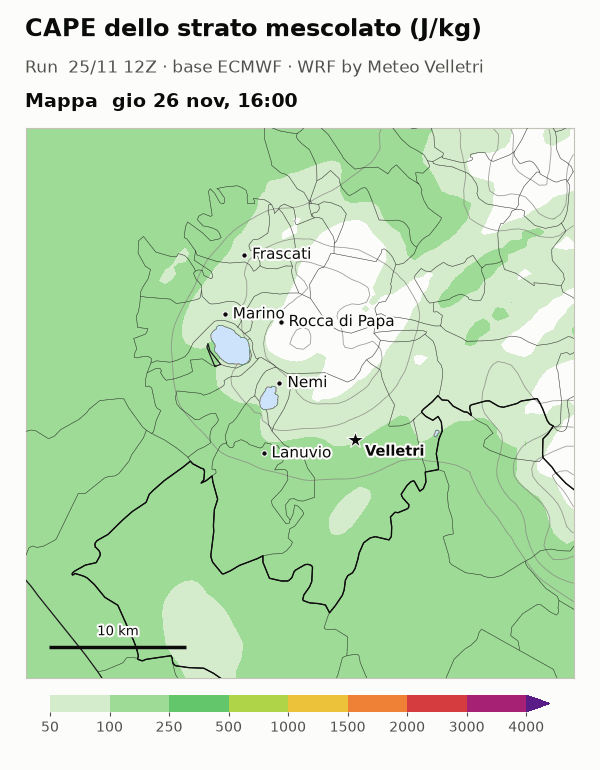 CAPE dello strato mescolato (J/kg)
Run  25/11 12Z · base ECMWF · WRF by Meteo Velletri
Mappa  gio 26 nov, 16:00
Frascati
Marino
Rocca di Papa
Nemi
Velletri
Lanuvio
10 km
50 100 250 500 1000 1500 2000 3000 4000